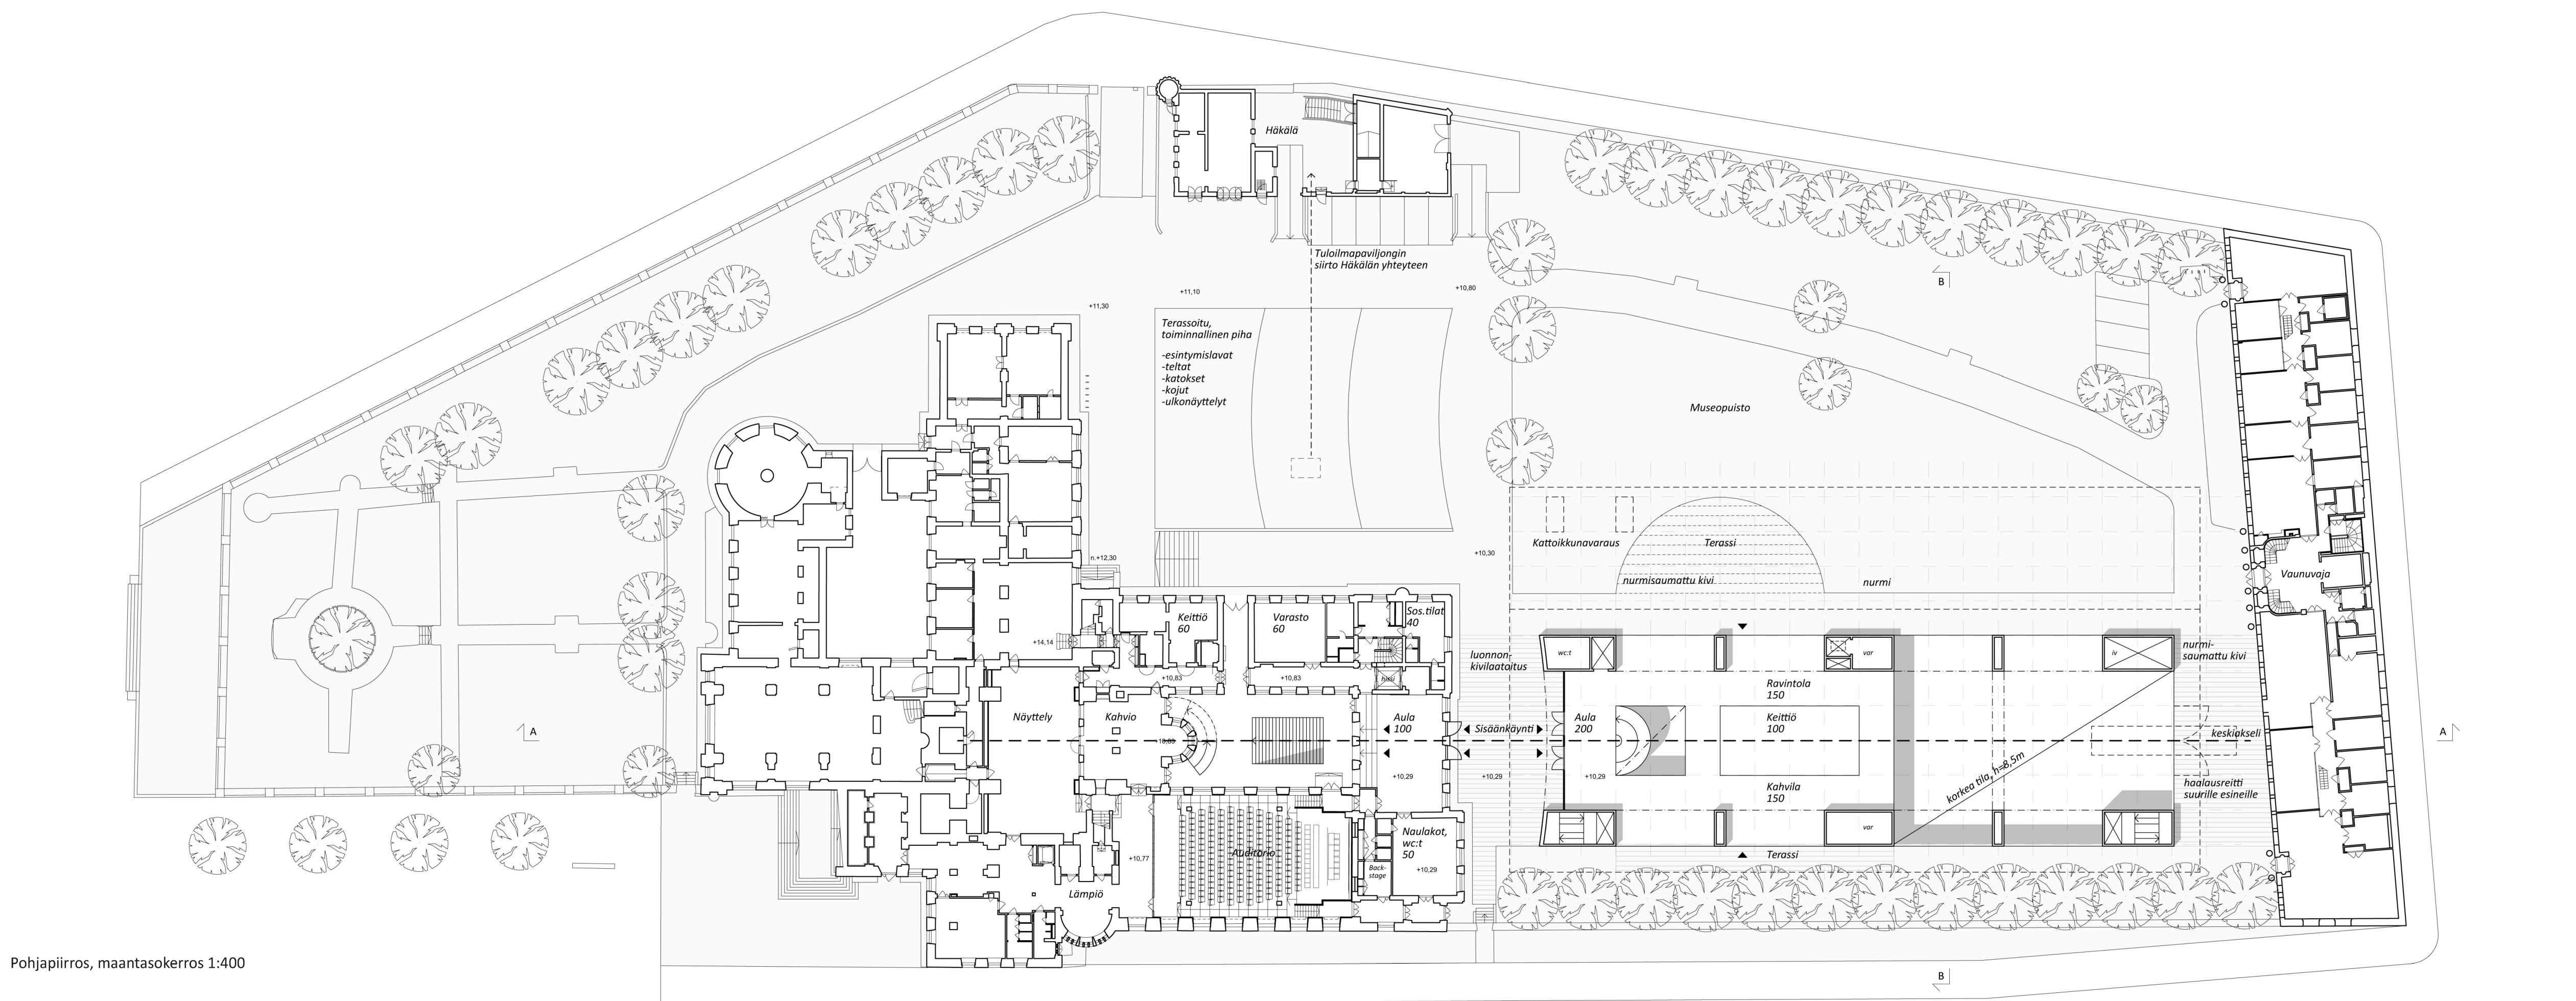 Häkälä
Tuloilmapaviljongin
siirto Häkälän yhteyteen
B
+10,80
+11,10
+11,30
Terassoitu,
toiminnallinen piha
-esintymislavat
-teltat
-katokset
-kojut
-ulkonäyttelyt
Museopuisto
Kattoikkunavaraus
Terassi
+10,30
n.+12,30
nurmisaumattu kivi
nurmi
Vaunuvaja
Keittiö
60
Varasto
60
Sos.tilat
40
+14,14
luonnon-
kivilaatoitus
wc:t
var
iv
nurmi-
saumattu kivi
+10,83
+10,83
hissi
Ravintola
150
Näyttely
Kahvio
Aula
100
Sisäänkäynti
Aula
200
Keittiö
100
keskiakseli
A
A
+10,29
+10,29
+10,29
korkea tila, h=8,5m
Kahvila
150
haalausreitti
suurille esineille
Naulakot,
wc:t
50
var
+10,77
Auditorio
Back-
stage
+10,29
Terassi
Lämpiö
Pohjapiirros, maantasokerros 1:400
B